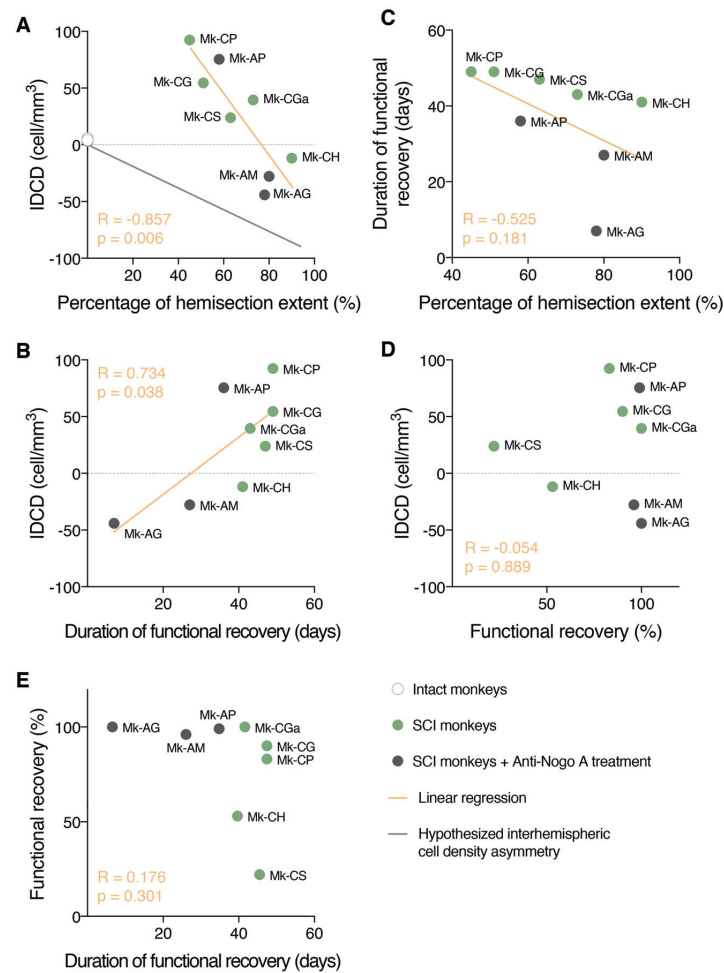 A
100
50
0
-50
-100
IDCD (cell/mm³)
Mk-CP
Mk-AP
Mk-CG
Mk-CGa
Mk-CS
Mk-CH
Mk-AM
Mk-AG
R = -0.857
p = 0.006
20
40
60
80
100
Percentage of hemisection extent (%)
C
60
40
20
0
Duration of functional
recovery (days)
Mk-CP
Mk-CG
Mk-CS
Mk-CGa
Mk-CH
Mk-AP
Mk-AM
Mk-AG
R = -0.525
p = 0.181
40
60
80
100
Percentage of hemisection extent (%)
B
100
50
0
-50
-100
IDCD (cell/mm³)
R = 0.734
p = 0.038
Mk-CP
Mk-AP
Mk-CG
Mk-CGa
Mk-CS
Mk-CH
Mk-AM
Mk-AG
20
40
60
Duration of functional recovery (days)
D
100
50
0
-50
-100
IDCD (cell/mm³)
Mk-CP
Mk-AP
Mk-CG
Mk-CGa
Mk-CS
Mk-CH
Mk-AM
Mk-AG
R = -0.054
p = 0.889
50
100
Functional recovery (%)
E
100
50
0
Functional recovery (%)
Mk-AG
Mk-AP
Mk-AM
Mk-CGa
Mk-CG
Mk-CP
Mk-CH
Mk-CS
R = 0.176
p = 0.301
20
40
60
Duration of functional recovery (days)
Intact monkeys
SCI monkeys
SCI monkeys + Anti-Nogo A treatment
Linear regression
Hypothesized interhemispheric
cell density asymmetry